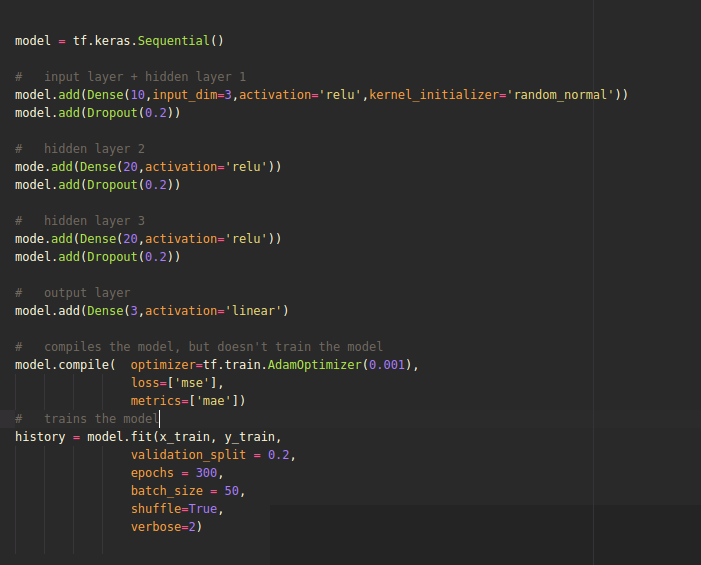 model = tf.keras.Sequential()
#   input layer + hidden layer 1
model.add(Dense(10,input_dim=3,activation='relu',kernel_initializer='random_normal'))
model.add(Dropout(0.2))
#   hidden layer 2
mode.add(Dense(20,activation='relu'))
model.add(Dropout(0.2))
#   hidden layer 3
mode.add(Dense(20,activation='relu'))
model.add(Dropout(0.2))
#   output layer
model.add(Dense(3,activation='linear')
#   compiles the model, but doesn't train the model
model.compile(  optimizer=tf.train.AdamOptimizer(0.001),
                loss=['mse'],
                metrics=['mae'])
#   trains the model
history = model.fit(x_train, y_train,
                validation_split = 0.2,
                epochs = 300,
                batch_size = 50,
                shuffle=True,
                verbose=2)